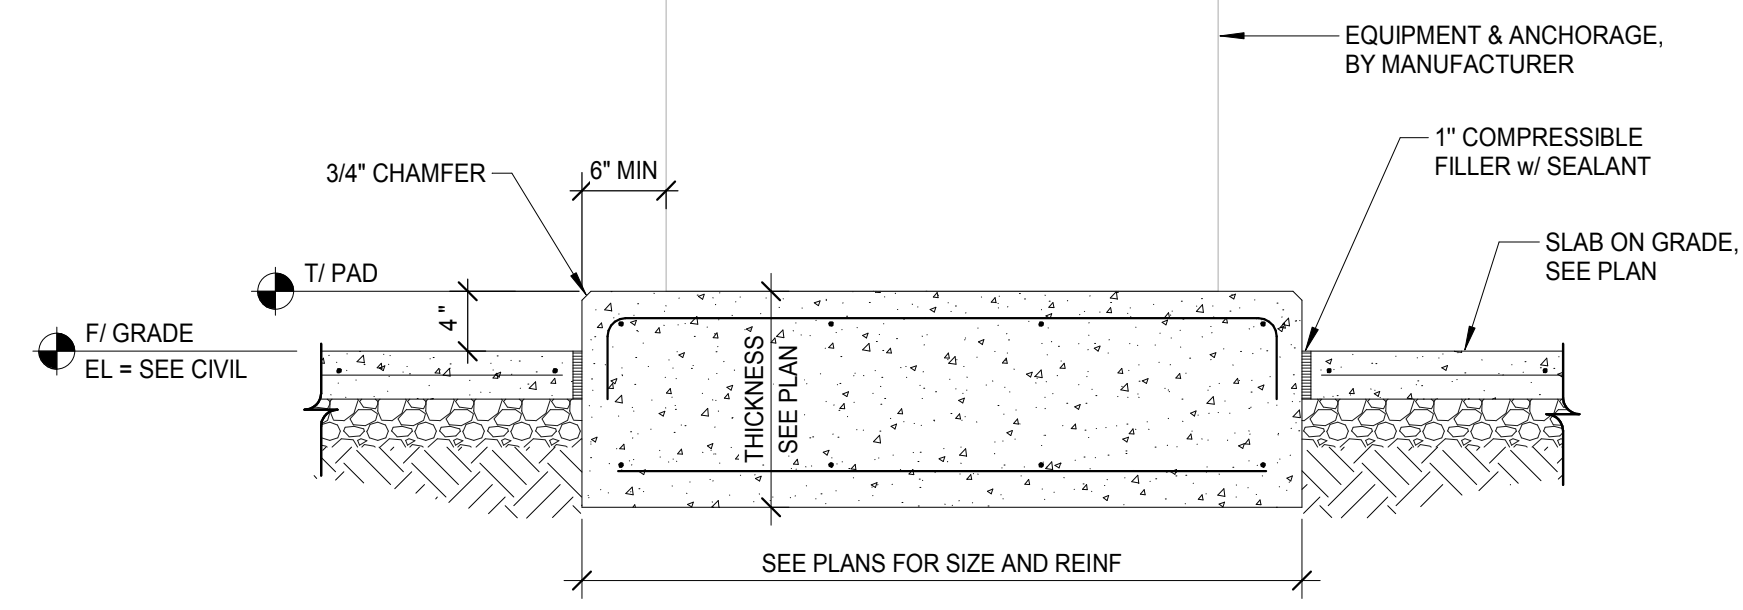 EQUIPMENT & ANCHORAGE,
BY MANUFACTURER
1" COMPRESSIBLE
FILLER w/ SEALANT
3/4" CHAMFER
6" MIN
SLAB ON GRADE,
SEE PLAN
T/ PAD
4"
F/ GRADE
EL = SEE CIVIL
THICKNESS
SEE PLAN
SEE PLANS FOR SIZE AND REINF